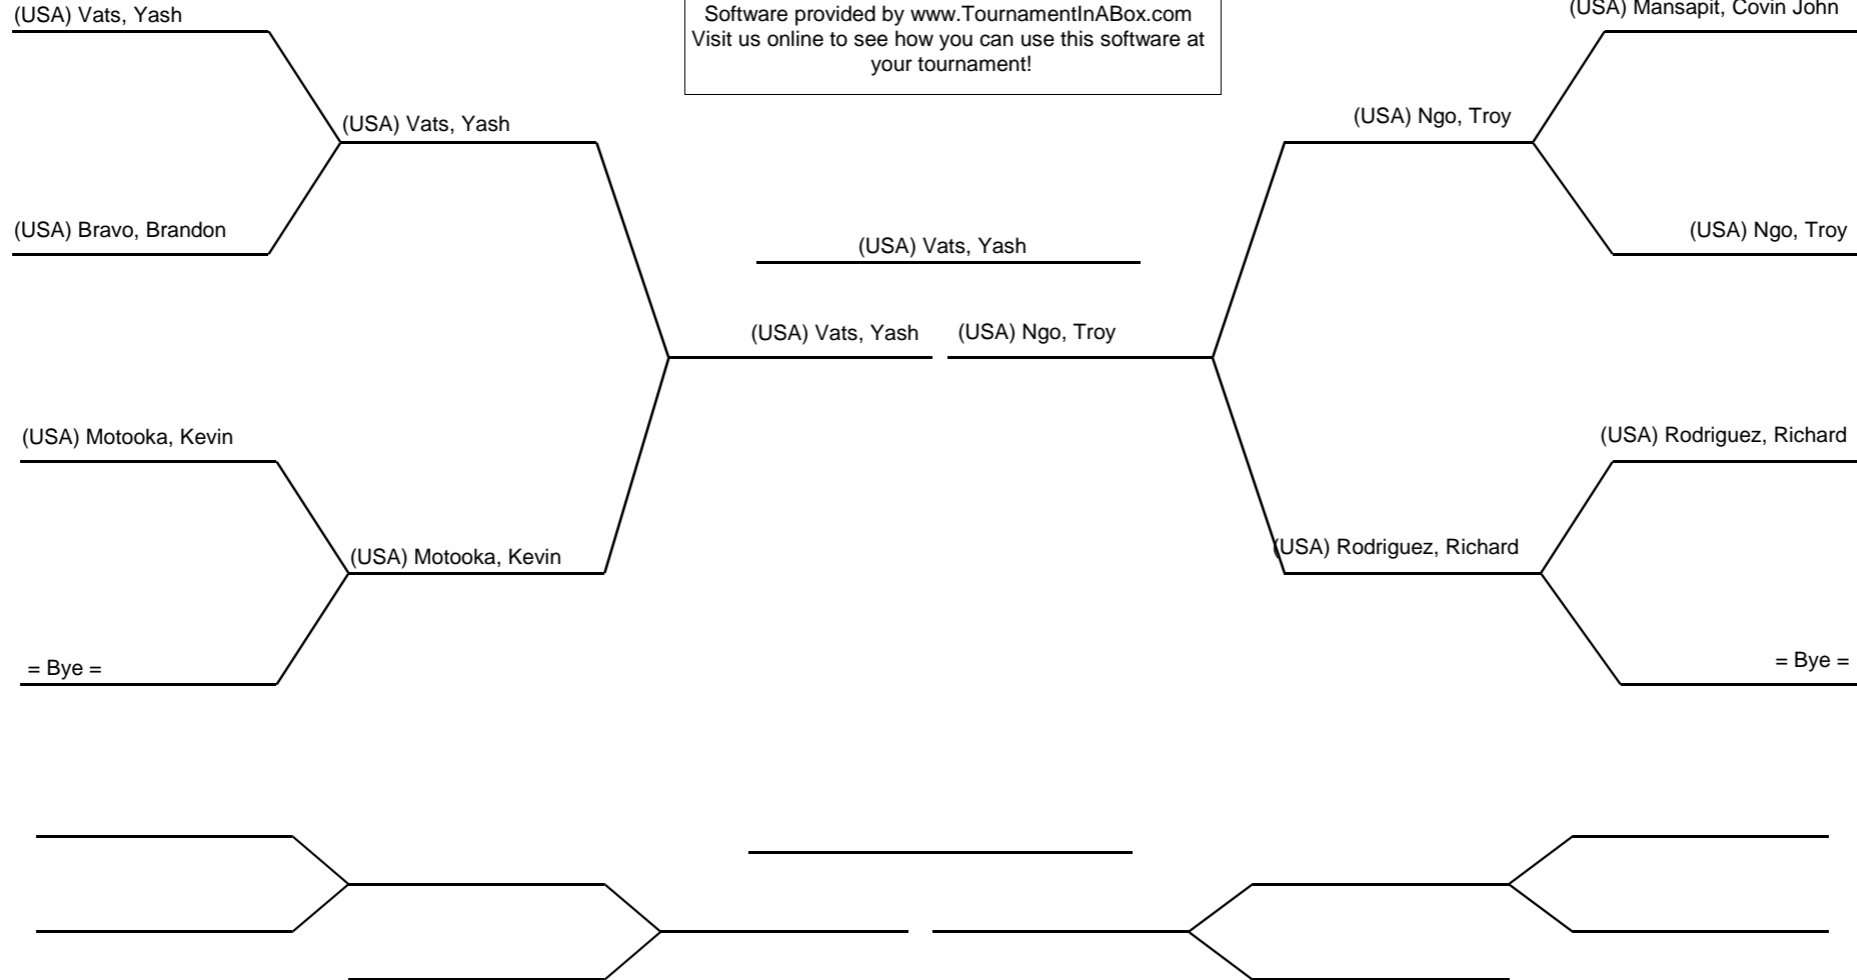 (USA) Vats, Yash
Software provided by www.TournamentInABox.com
Visit us online to see how you can use this software at
your tournament!
(USA) Mansapit, Covin John
(USA) Vats, Yash
(USA) Ngo, Troy
(USA) Bravo, Brandon
(USA) Vats, Yash
(USA) Ngo, Troy
(USA) Vats, Yash
(USA) Ngo, Troy
(USA) Motooka, Kevin
(USA) Rodriguez, Richard
(USA) Motooka, Kevin
(USA) Rodriguez, Richard
= Bye =
= Bye =